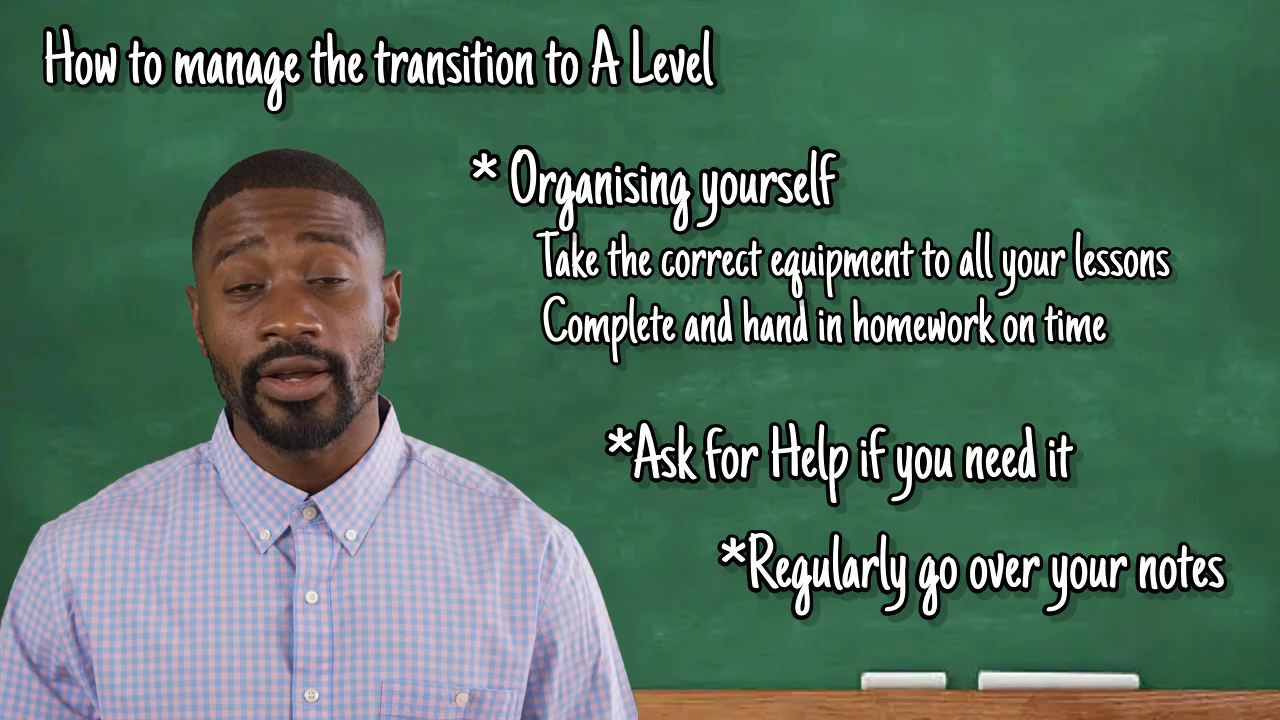 How to manage the transition to A Level
* Organising yourself
Take the correct equipment to all your lessons
Complete and hand in homework on time
*Ask for Help if you need it
*Regularly go over your notes